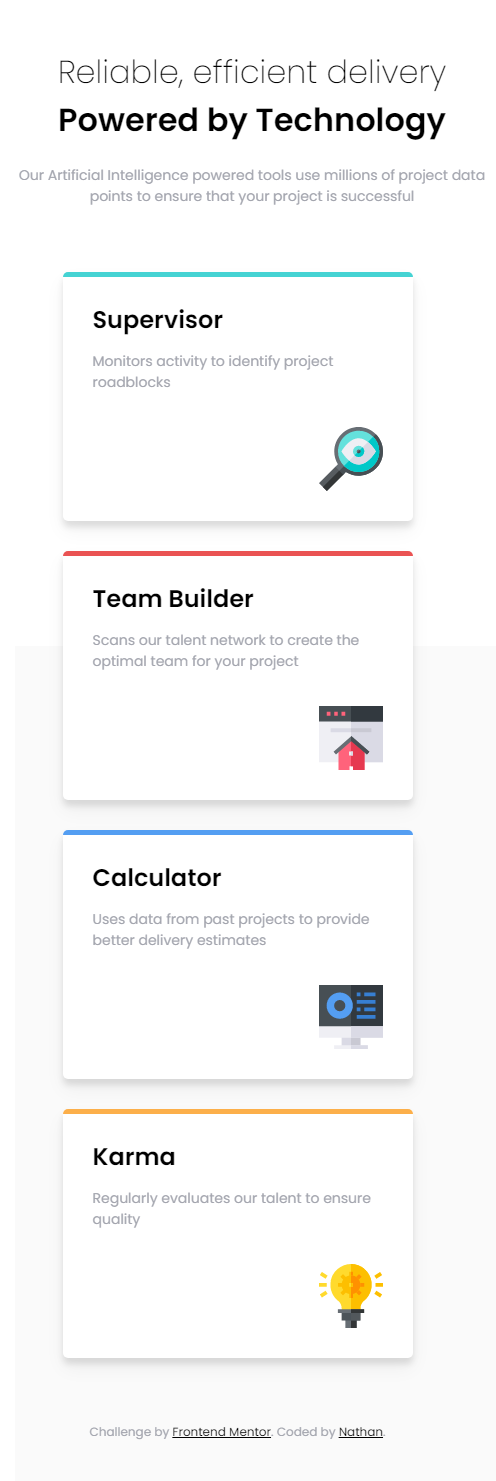 Reliable, efficient delivery
Powered by Technology
Our Artificial Intelligence powered tools use millions of project data
points to ensure that your project is successful
Supervisor
Monitors activity to identify project
roadblocks
Team Builder
Scans our talent network to create the
optimal team for your project
Calculator
Uses data from past projects to provide
better delivery estimates
Karma
Regularly evaluates our talent to ensure
quality
Challenge by Frontend Mentor. Coded by Nathan.